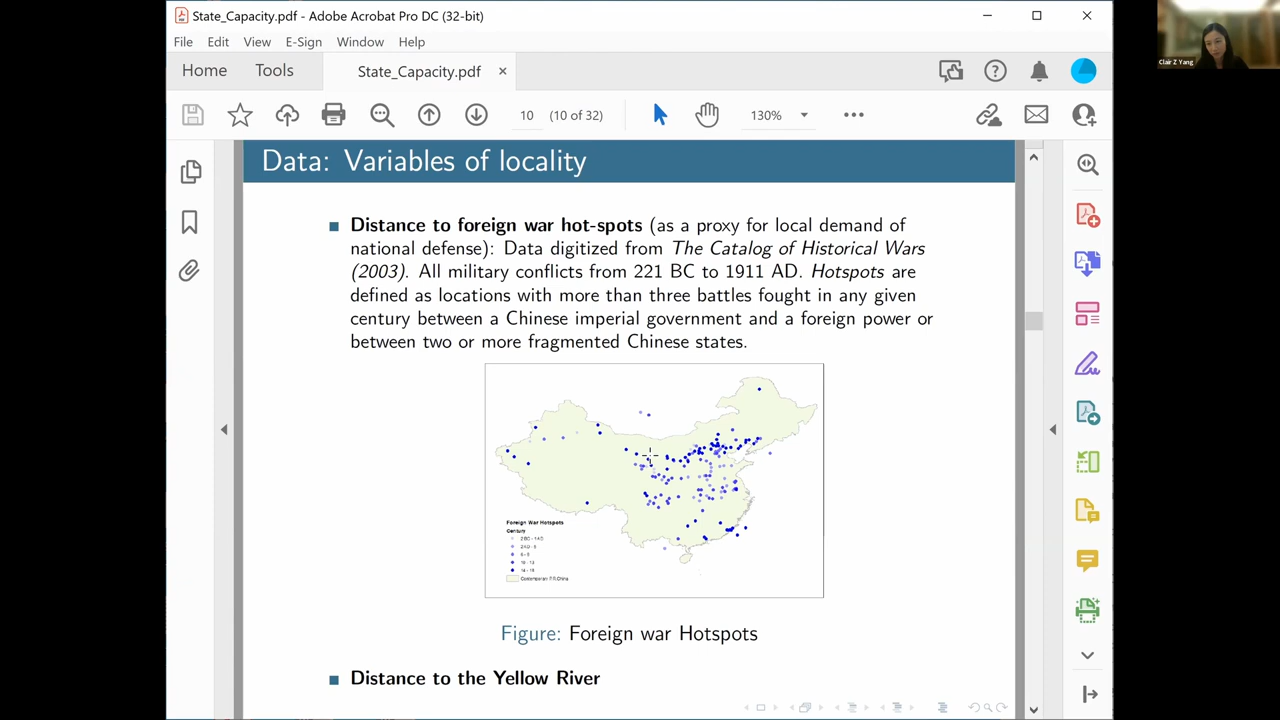 State_Capacity.pdf - Adobe Acrobat Pro DC (32-bit)
Clair Z Yang
File Edit View E-Sign Window Help
Home Tools State_Capacity.pdf
10 (10 of 32) 130%
Data: Variables of locality
Distance to foreign war hot-spots (as a proxy for local demand of
national defense): Data digitized from The Catalog of Historical Wars
(2003). All military conflicts from 221 BC to 1911 AD. Hotspots are
defined as locations with more than three battles fought in any given
century between a Chinese imperial government and a foreign power or
between two or more fragmented Chinese states.
Foreign War Hotspots
Century
Contemporary P.R.China
Figure: Foreign war Hotspots
Distance to the Yellow River